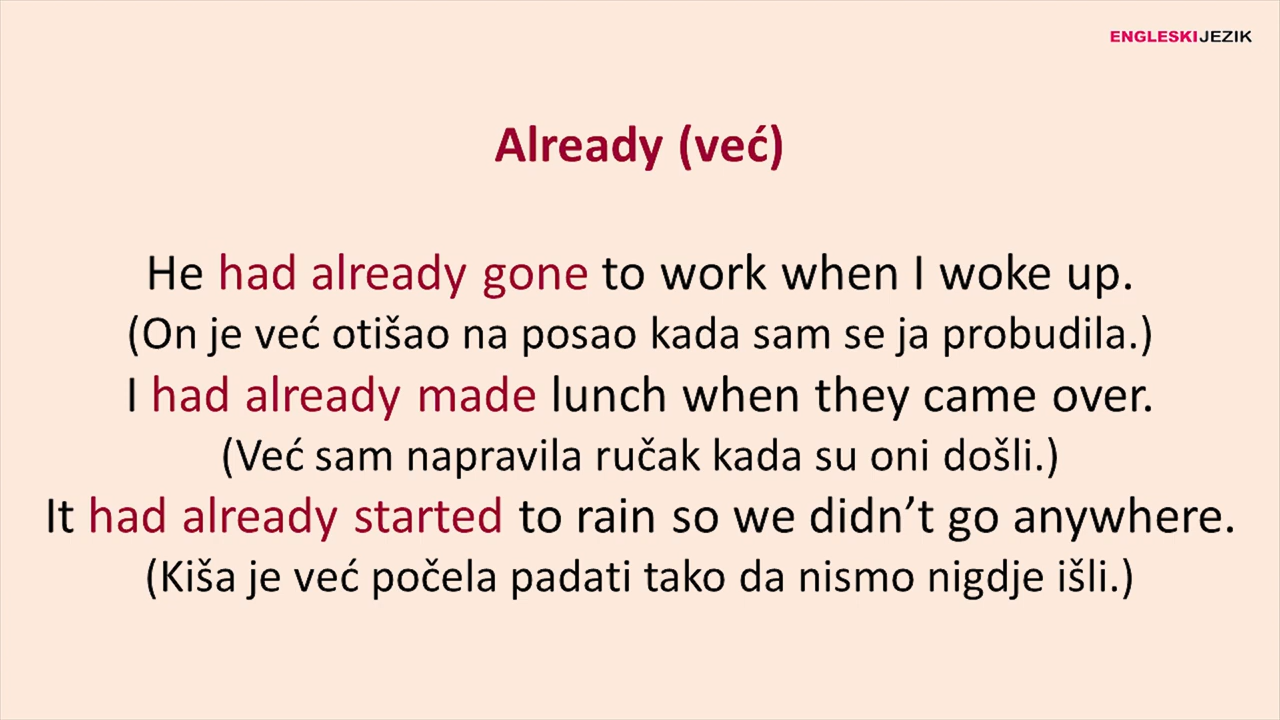 ENGLESKIJEZIK
Already (već)
He had already gone to work when I woke up.
(On je već otišao na posao kada sam se ja probudila.)
I had already made lunch when they came over.
(Već sam napravila ručak kada su oni došli.)
It had already started to rain so we didn’t go anywhere.
(Kiša je već počela padati tako da nismo nigdje išli.)